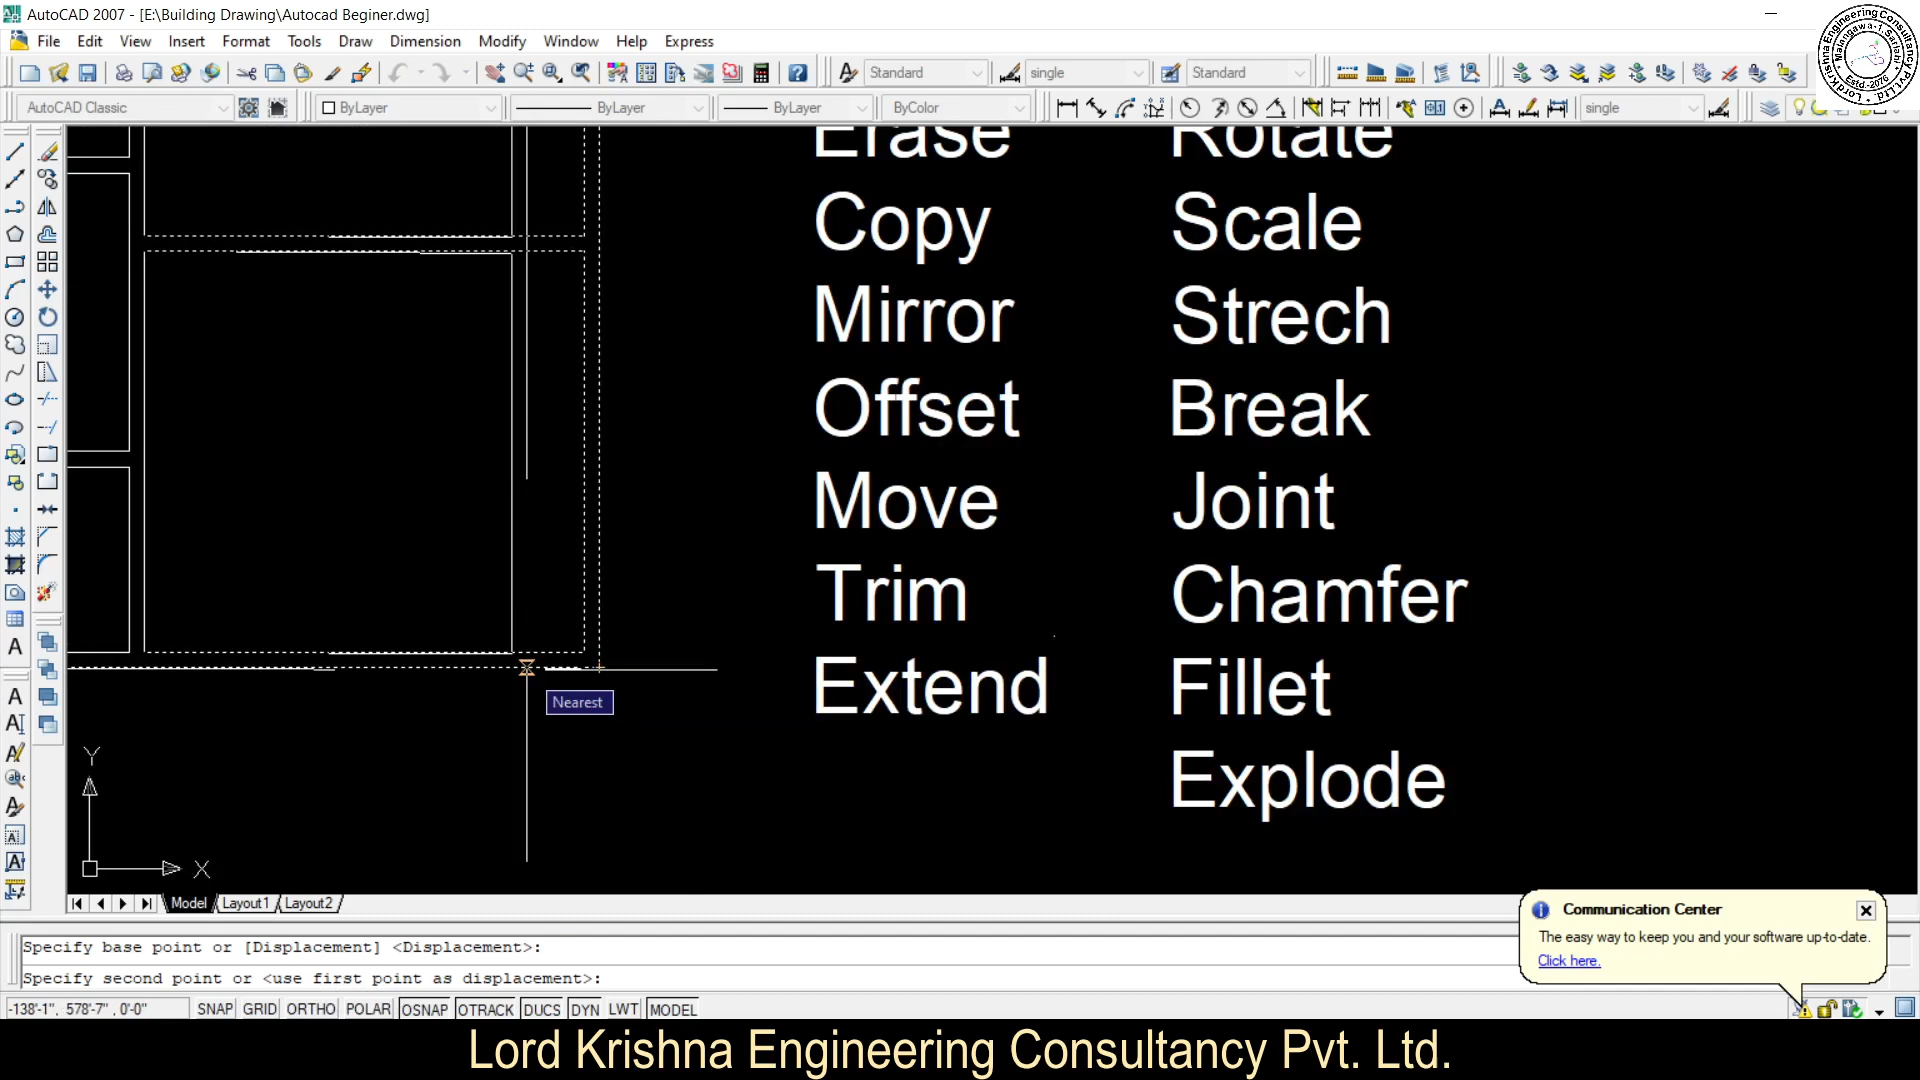 AutoCAD 2007 - [E:\Building Drawing\Autocad Beginer.dwg]
File Edit View Insert Format Tools Draw Dimension Modify Window Help Express
Standard single Standard
AutoCAD Classic ByLayer ByLayer ByLayer ByColor single
Erase Rotate
Copy Scale
Mirror Strech
Offset Break
Move Joint
Trim Chamfer
Extend Fillet
Explode
Nearest
Y
X
Model Layout1 Layout2
Communication Center
The easy way to keep you and your software up-to-date.
Click here.
Specify base point or [Displacement] <Displacement>:
Specify second point or <use first point as displacement>:
-138'-1", 578'-7" , 0'-0" SNAP GRID ORTHO POLAR OSNAP OTRACK DUCS DYN LWT MODEL
Lord Krishna Engineering Consultancy Pvt. Ltd.